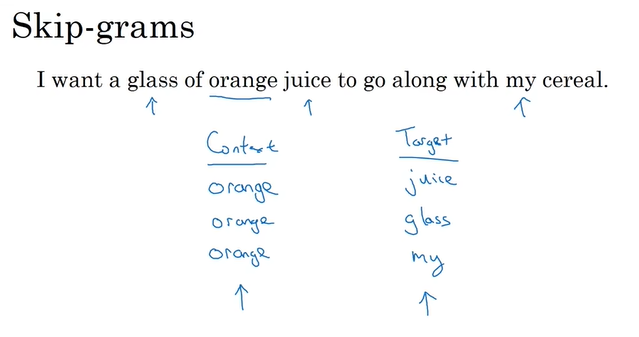 Skip-grams
I want a glass of orange juice to go along with my cereal.
Context Target
orange juice
orange glass
orange my